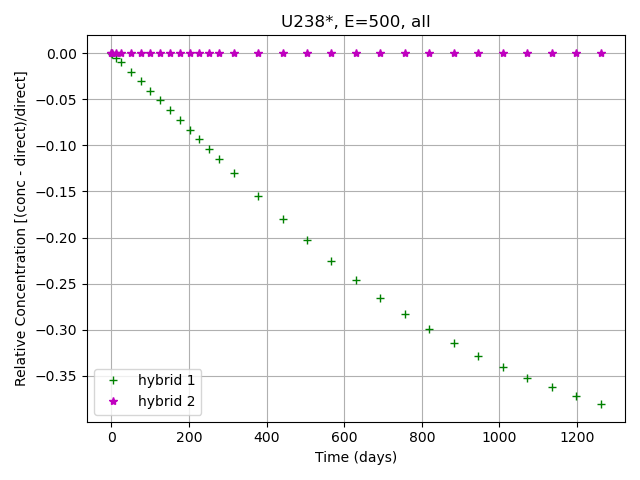 U238*, E=500, all
Relative Concentration [(conc - direct)/direct]
0.00
−0.05
−0.10
−0.15
−0.20
−0.25
−0.30
−0.35
hybrid 1
hybrid 2
0 200 400 600 800 1000 1200
Time (days)